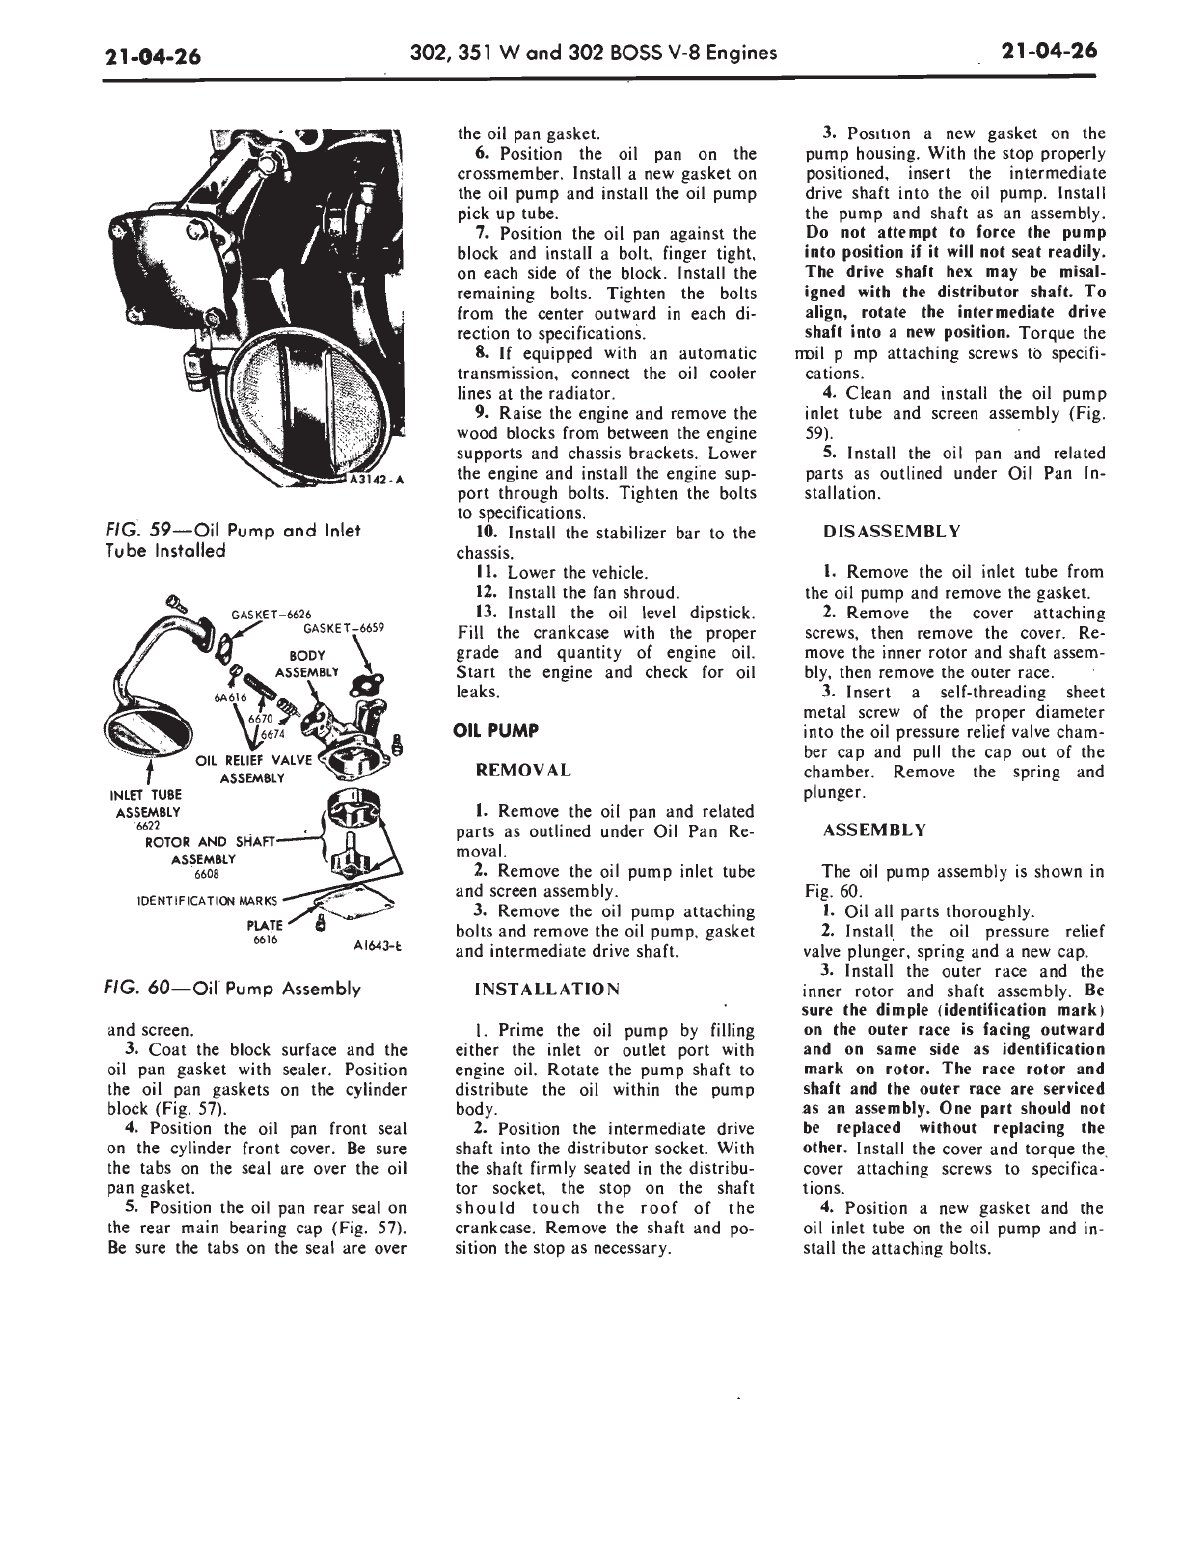 21-04-26
302, 351 W and 302 BOSS V-8 Engines
21-04-26
A3142-A
FIG. 59—Oil Pump and Inlet
Tube Installed
GASKET-6626
GASKET-6659
BODY
ASSEMBLY
6A616
6670
6674
OIL RELIEF VALVE
ASSEMBLY
INLET TUBE
ASSEMBLY
6622
ROTOR AND SHAFT
ASSEMBLY
6608
IDENTIFICATION MARKS
PLATE
6616
A1643-E
FIG. 60—Oil Pump Assembly
and screen.
3. Coat the block surface and the
oil pan gasket with sealer. Position
the oil pan gaskets on the cylinder
block (Fig. 57).
4. Position the oil pan front seal
on the cylinder front cover. Be sure
the tabs on the seal are over the oil
pan gasket.
5. Position the oil pan rear seal on
the rear main bearing cap (Fig. 57).
Be sure the tabs on the seal are over
the oil pan gasket.
6. Position the oil pan on the
crossmember. Install a new gasket on
the oil pump and install the oil pump
pick up tube.
7. Position the oil pan against the
block and install a bolt, finger tight,
on each side of the block. Install the
remaining bolts. Tighten the bolts
from the center outward in each di-
rection to specifications.
8. If equipped with an automatic
transmission, connect the oil cooler
lines at the radiator.
9. Raise the engine and remove the
wood blocks from between the engine
supports and chassis brackets. Lower
the engine and install the engine sup-
port through bolts. Tighten the bolts
to specifications.
10. Install the stabilizer bar to the
chassis.
11. Lower the vehicle.
12. Install the fan shroud.
13. Install the oil level dipstick.
Fill the crankcase with the proper
grade and quantity of engine oil.
Start the engine and check for oil
leaks.
OIL PUMP
REMOVAL
1. Remove the oil pan and related
parts as outlined under Oil Pan Re-
moval.
2. Remove the oil pump inlet tube
and screen assembly.
3. Remove the oil pump attaching
bolts and remove the oil pump, gasket
and intermediate drive shaft.
INSTALLATION
1. Prime the oil pump by filling
either the inlet or outlet port with
engine oil. Rotate the pump shaft to
distribute the oil within the pump
body.
2. Position the intermediate drive
shaft into the distributor socket. With
the shaft firmly seated in the distribu-
tor socket, the stop on the shaft
should touch the roof of the
crankcase. Remove the shaft and po-
sition the stop as necessary.
3. Position a new gasket on the
pump housing. With the stop properly
positioned, insert the intermediate
drive shaft into the oil pump. Install
the pump and shaft as an assembly.
Do not attempt to force the pump
into position if it will not seat readily.
The drive shaft hex may be misal-
igned with the distributor shaft. To
align, rotate the intermediate drive
shaft into a new position. Torque the
oil p mp attaching screws to specifi-
cations.
4. Clean and install the oil pump
inlet tube and screen assembly (Fig.
59).
5. Install the oil pan and related
parts as outlined under Oil Pan In-
stallation.
DISASSEMBLY
1. Remove the oil inlet tube from
the oil pump and remove the gasket.
2. Remove the cover attaching
screws, then remove the cover. Re-
move the inner rotor and shaft assem-
bly, then remove the outer race.
3. Insert a self-threading sheet
metal screw of the proper diameter
into the oil pressure relief valve cham-
ber cap and pull the cap out of the
chamber. Remove the spring and
plunger.
ASSEMBLY
The oil pump assembly is shown in
Fig. 60.
1. Oil all parts thoroughly.
2. Install the oil pressure relief
valve plunger, spring and a new cap.
3. Install the outer race and the
inner rotor and shaft assembly. Be
sure the dimple (identification mark)
on the outer race is facing outward
and on same side as identification
mark on rotor. The race rotor and
shaft and the outer race are serviced
as an assembly. One part should not
be replaced without replacing the
other. Install the cover and torque the
cover attaching screws to specifica-
tions.
4. Position a new gasket and the
oil inlet tube on the oil pump and in-
stall the attaching bolts.